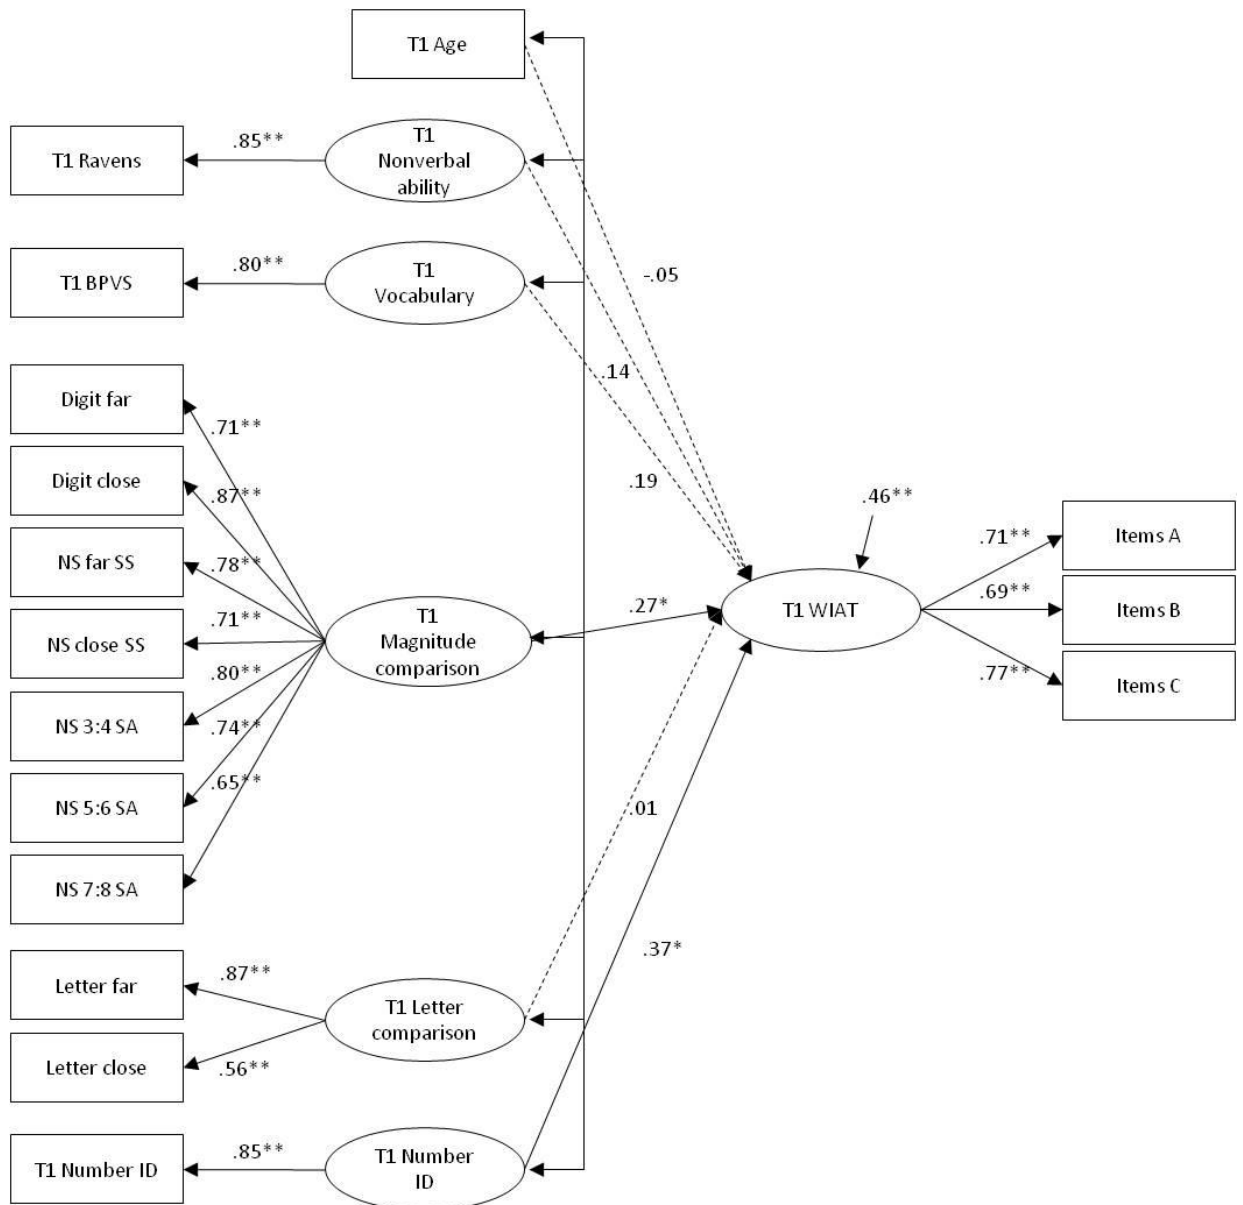 T1 Age
T1 Ravens
.85**
T1
Nonverbal
ability
T1 BPVS
.80**
T1
Vocabulary
-.05
.14
.19
Digit far
.71**
Digit close
.87**
NS far SS
.78**
NS close SS
.71**
NS 3:4 SA
.80**
NS 5:6 SA
.74**
NS 7:8 SA
.65**
T1
Magnitude
comparison
.27*
.46**
T1 WIAT
.71**
Items A
.69**
Items B
.77**
Items C
.01
.37*
Letter far
.87**
Letter close
.56**
T1 Letter
comparison
T1 Number ID
.85**
T1 Number
ID